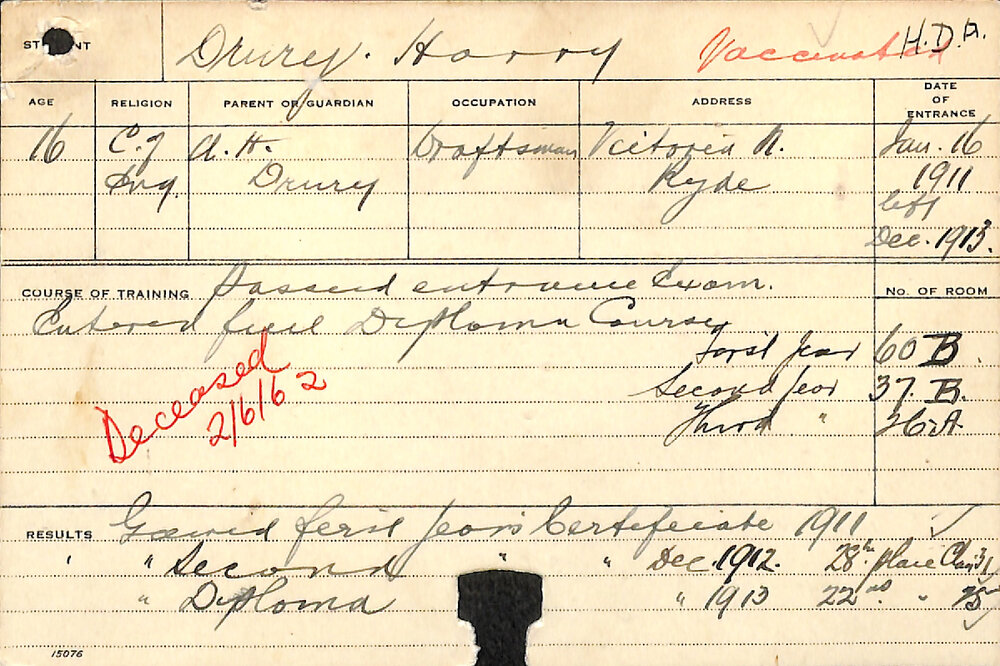 STUDENT Drury. Harry Vaccinated H.D.A.
AGE RELIGION PARENT OR GUARDIAN OCCUPATION ADDRESS DATE OF ENTRANCE
16 C. of A. H. Draftsman Victoria R. Jan. 16
Eng. Drury Ryde 1911
left
Dec. 1913.
COURSE OF TRAINING Passed entrance Exam. No. OF ROOM
Entered full Diploma Course
First Year 60 B.
Deceased Second Year 37. B.
2/6/62 Third " 26. A.
RESULTS Gained first Year's Certificate 1911
' " Second " " Dec. 1912. 28th place
" Diploma " 1913 22nd. "
15076